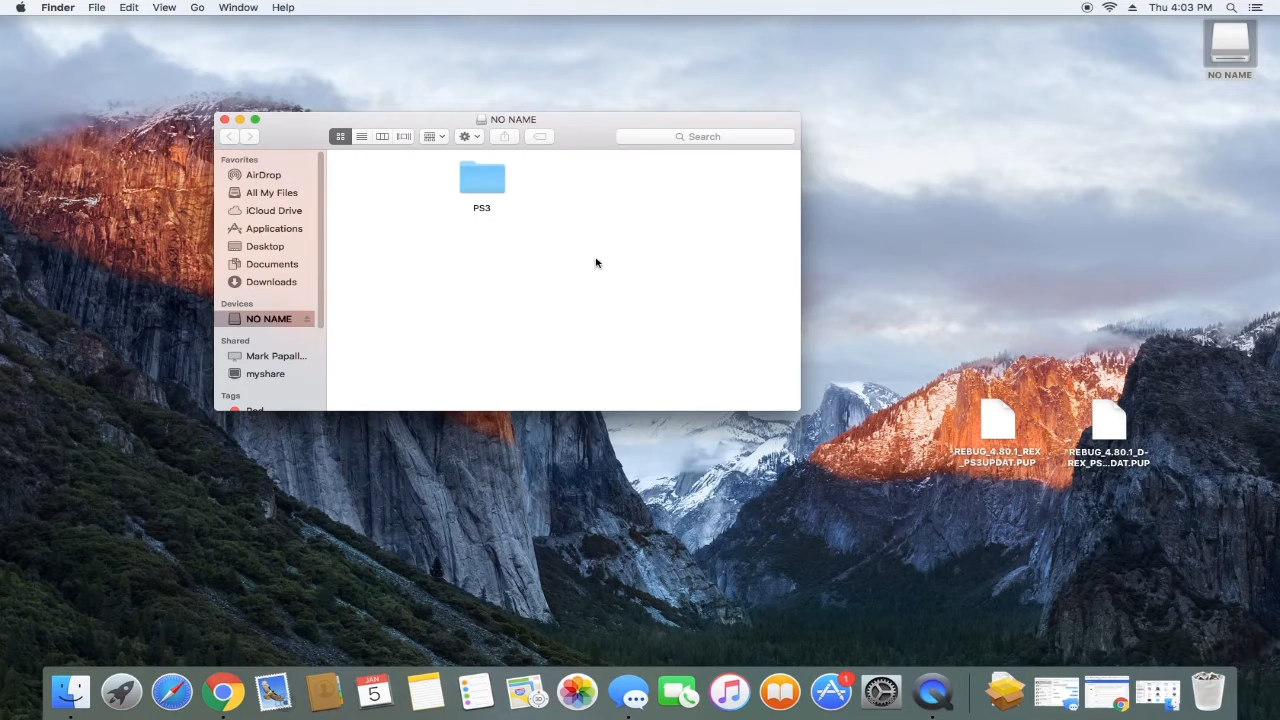 Finder File Edit View Go Window Help
Thu 4:03 PM
NO NAME
NO NAME
Search
Favorites
AirDrop
All My Files
iCloud Drive
Applications
Desktop
Documents
Downloads
Devices
NO NAME
Shared
Mark Papall...
myshare
Tags
PS3
REBUG_4.80.1_REX
_PS3UPDAT.PUP
REBUG_4.80.1_D-
REX_PS...DAT.PUP
JAN
5
1